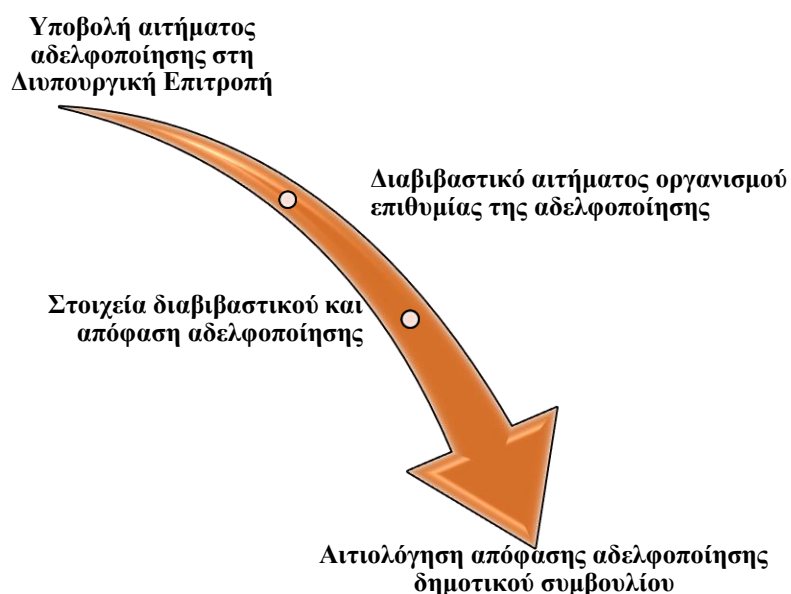 Υποβολή αιτήματος
αδελφοποίησης στη
Διυπουργική Επιτροπή
Διαβιβαστικό αιτήματος οργανισμού
επιθυμίας της αδελφοποίησης
Στοιχεία διαβιβαστικού και
απόφαση αδελφοποίησης
Αιτιολόγηση απόφασης αδελφοποίησης
δημοτικού συμβουλίου